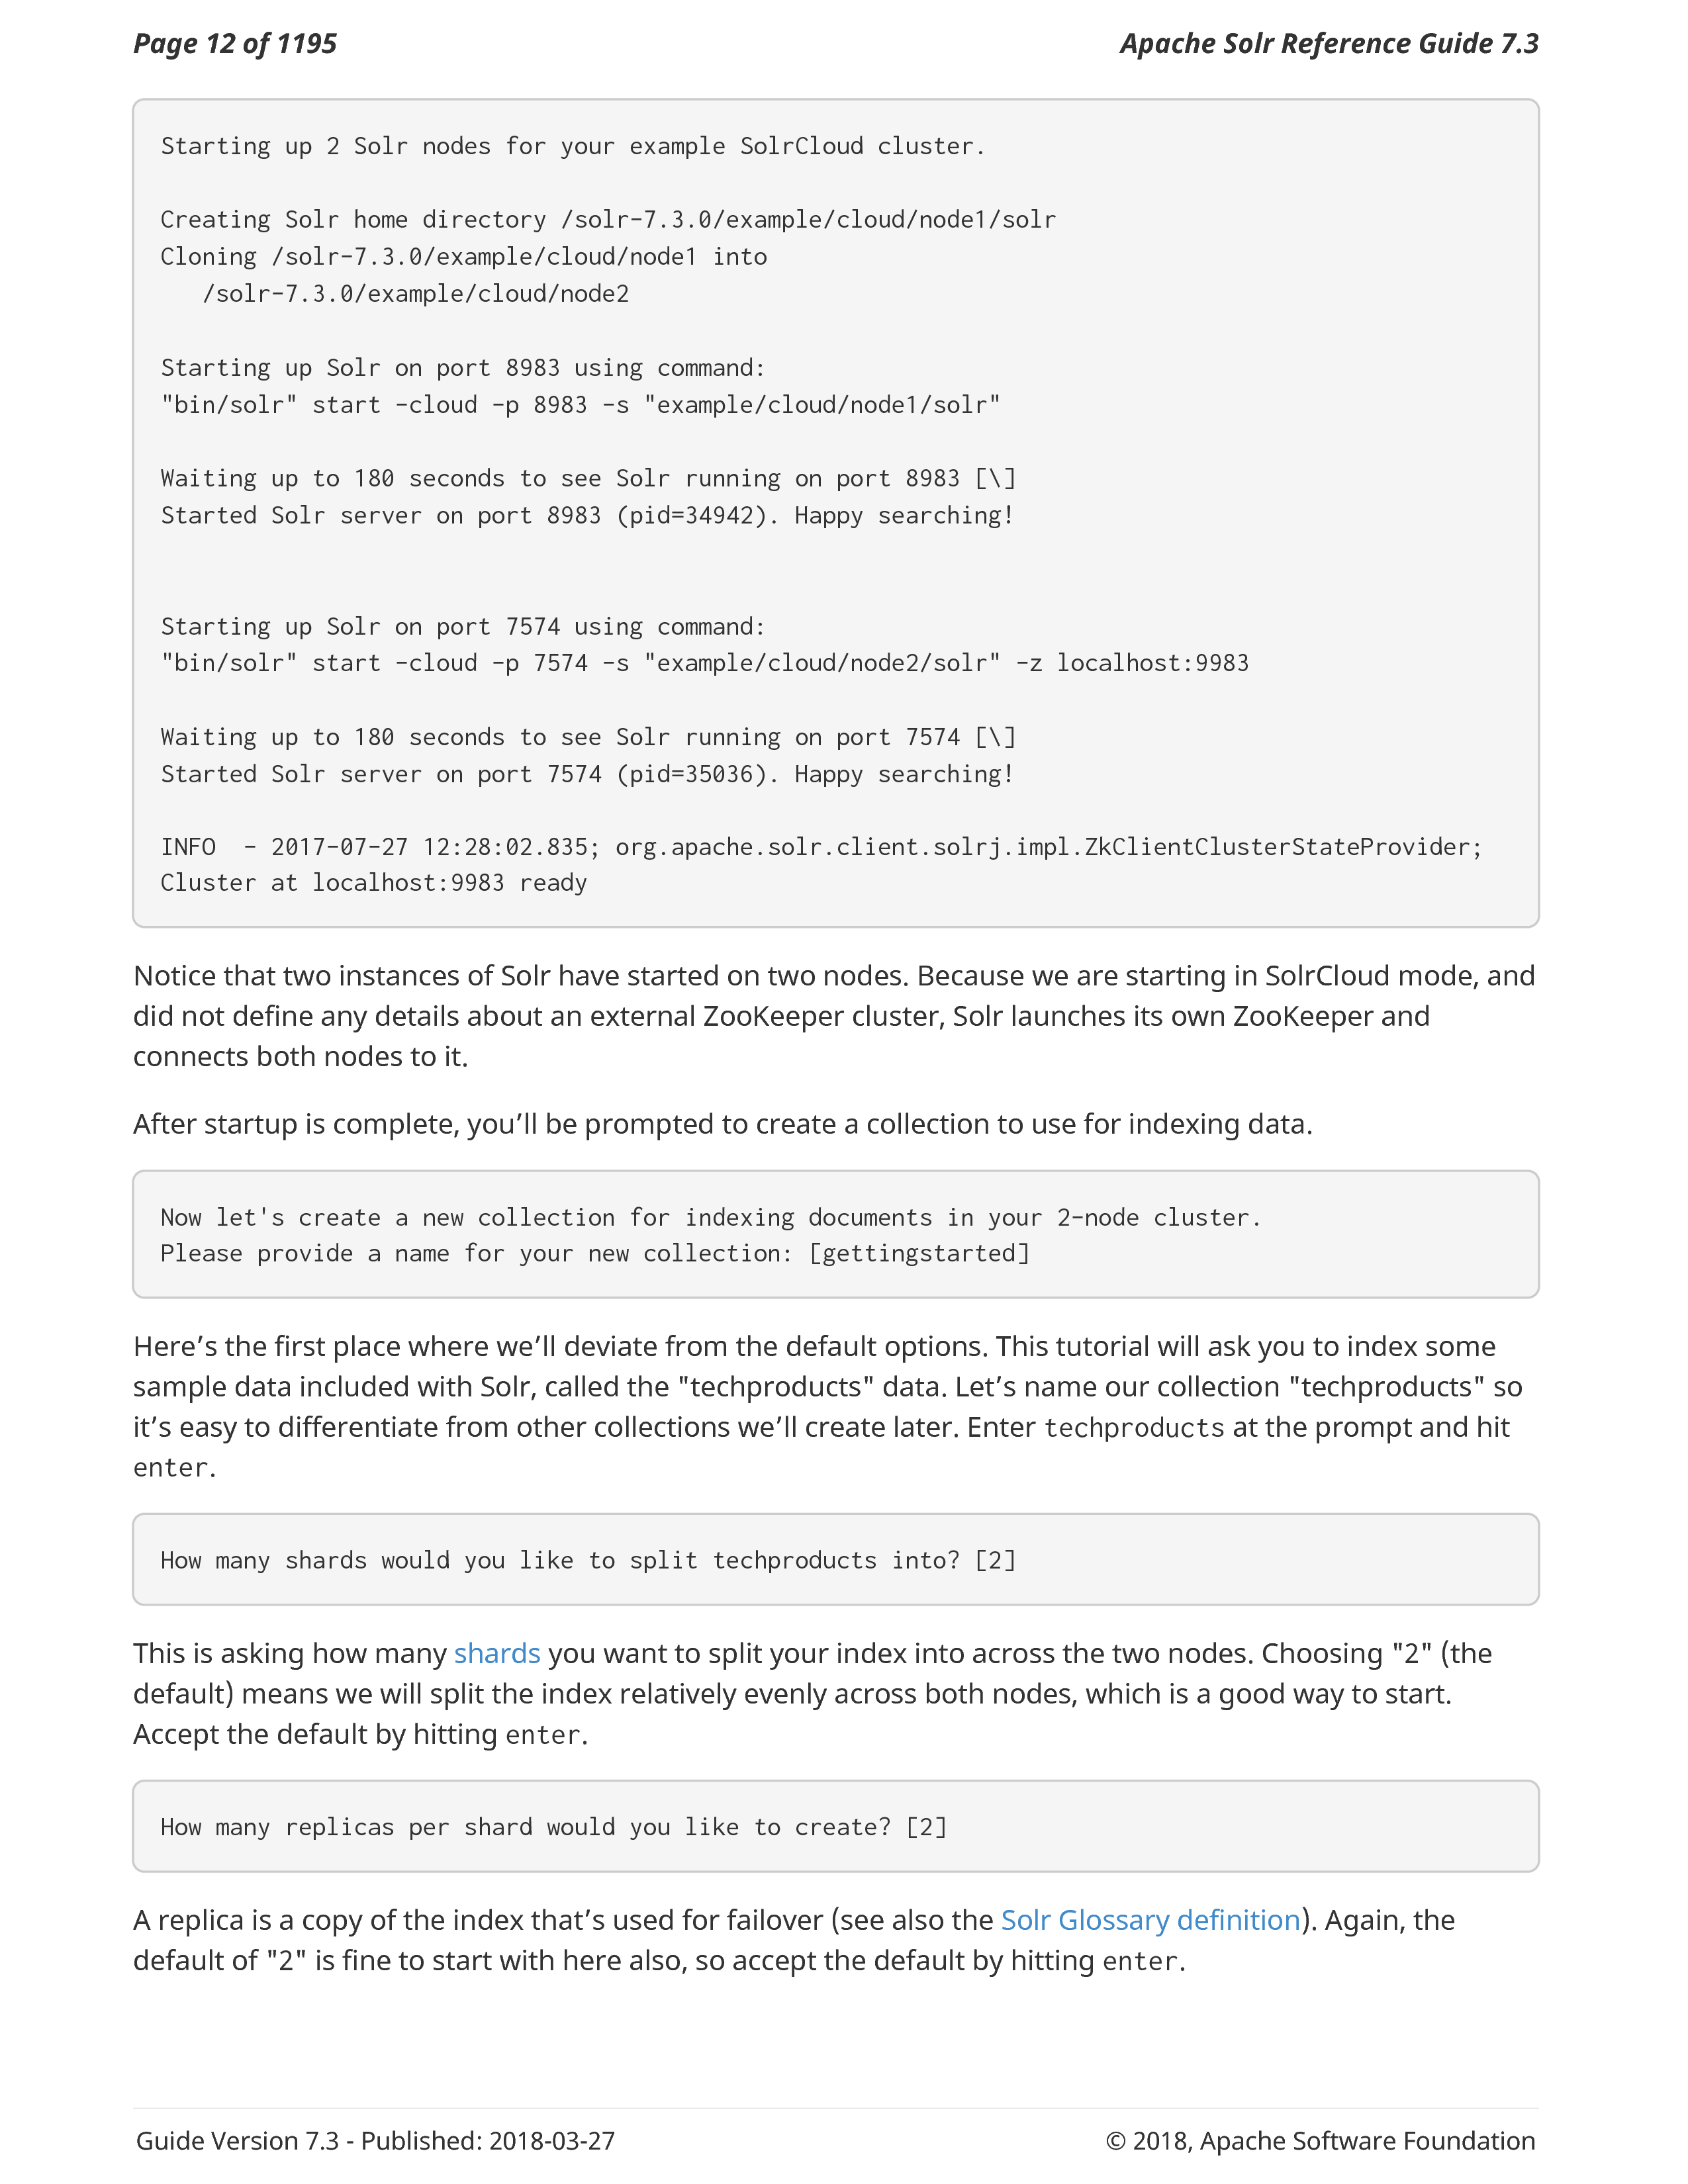 Page 12 of 1195
Apache Solr Reference Guide 7.3
Starting up 2 Solr nodes for your example SolrCloud cluster.
Creating Solr home directory /solr-7.3.0/example/cloud/node1/solr
Cloning /solr-7.3.0/example/cloud/node1 into
   /solr-7.3.0/example/cloud/node2
Starting up Solr on port 8983 using command:
"bin/solr" start -cloud -p 8983 -s "example/cloud/node1/solr"
Waiting up to 180 seconds to see Solr running on port 8983 [\]
Started Solr server on port 8983 (pid=34942). Happy searching!
Starting up Solr on port 7574 using command:
"bin/solr" start -cloud -p 7574 -s "example/cloud/node2/solr" -z localhost:9983
Waiting up to 180 seconds to see Solr running on port 7574 [\]
Started Solr server on port 7574 (pid=35036). Happy searching!
INFO  - 2017-07-27 12:28:02.835; org.apache.solr.client.solrj.impl.ZkClientClusterStateProvider;
Cluster at localhost:9983 ready
Notice that two instances of Solr have started on two nodes. Because we are starting in SolrCloud mode, and
did not define any details about an external ZooKeeper cluster, Solr launches its own ZooKeeper and
connects both nodes to it.
After startup is complete, you’ll be prompted to create a collection to use for indexing data.
Now let's create a new collection for indexing documents in your 2-node cluster.
Please provide a name for your new collection: [gettingstarted]
Here’s the first place where we’ll deviate from the default options. This tutorial will ask you to index some
sample data included with Solr, called the "techproducts" data. Let’s name our collection "techproducts" so
it’s easy to differentiate from other collections we’ll create later. Enter techproducts at the prompt and hit
enter.
How many shards would you like to split techproducts into? [2]
This is asking how many shards you want to split your index into across the two nodes. Choosing "2" (the
default) means we will split the index relatively evenly across both nodes, which is a good way to start.
Accept the default by hitting enter.
How many replicas per shard would you like to create? [2]
A replica is a copy of the index that’s used for failover (see also the Solr Glossary definition). Again, the
default of "2" is fine to start with here also, so accept the default by hitting enter.
Guide Version 7.3 - Published: 2018-03-27
© 2018, Apache Software Foundation